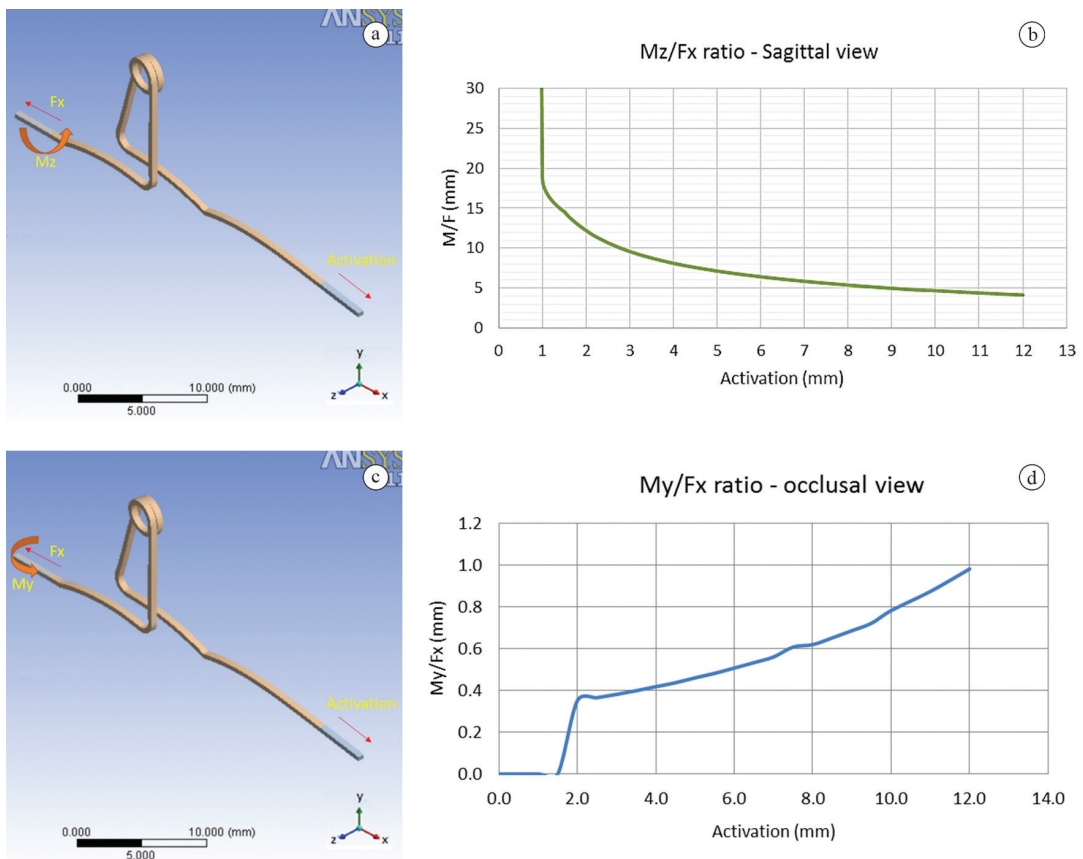 ANSYS
11
a
Fx
Mz
Activation
0.000
10.000 (mm)
5.000
y
z
x
b
Mz/Fx ratio - Sagittal view
M/F (mm)
30
25
20
15
10
5
0
0 1 2 3 4 5 6 7 8 9 10 11 12 13
Activation (mm)
ANSYS
11
c
Fx
My
Activation
0.000
10.000 (mm)
5.000
y
z
x
d
My/Fx ratio - occlusal view
My/Fx (mm)
1.2
1.0
0.8
0.6
0.4
0.2
0.0
0.0 2.0 4.0 6.0 8.0 10.0 12.0 14.0
Activation (mm)